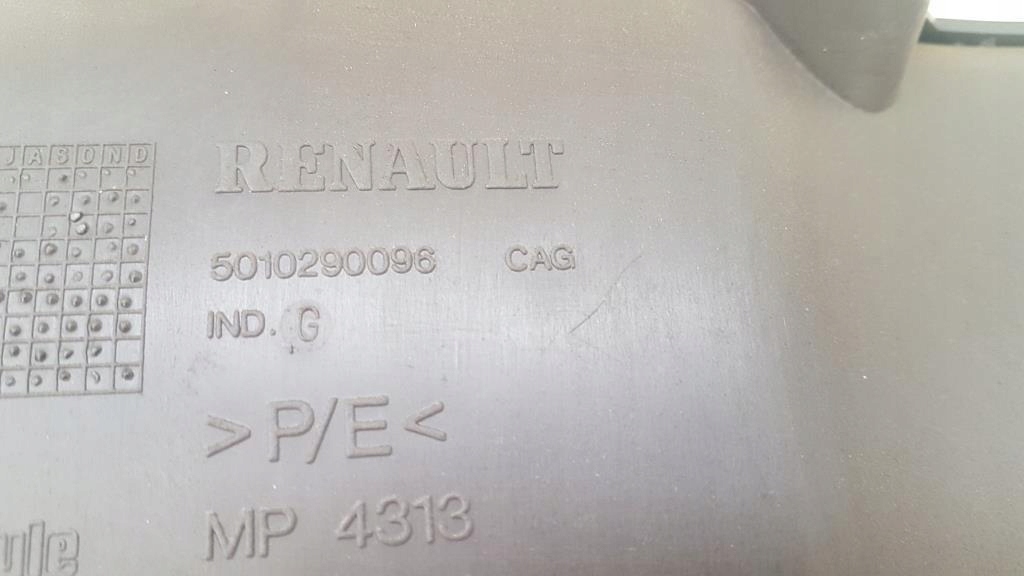 JASOND
RENAULT
5010290096 CAG
IND. G
>P/E<
MP 4313